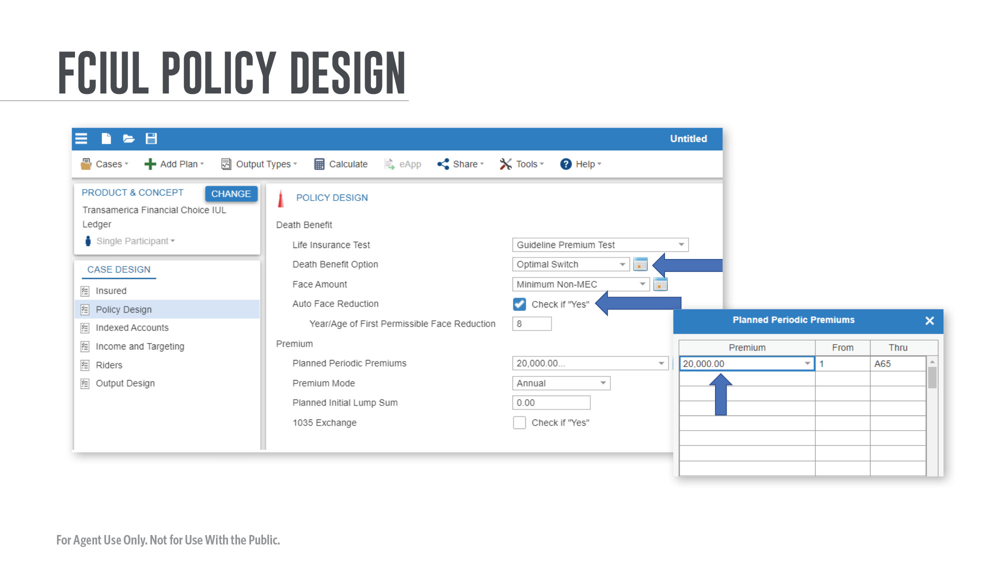 FCIUL POLICY DESIGN
Untitled
Cases Add Plan Output Types Calculate eApp Share Tools Help
PRODUCT & CONCEPT CHANGE
Transamerica Financial Choice IUL
Ledger
Single Participant
CASE DESIGN
Insured
Policy Design
Indexed Accounts
Income and Targeting
Riders
Output Design
POLICY DESIGN
Death Benefit
Life Insurance Test Guideline Premium Test
Death Benefit Option Optimal Switch
Face Amount Minimum Non-MEC
Auto Face Reduction Check if "Yes"
Year/Age of First Permissible Face Reduction 8
Premium
Planned Periodic Premiums 20,000.00...
Premium Mode Annual
Planned Initial Lump Sum 0.00
1035 Exchange Check if "Yes"
Planned Periodic Premiums
Premium From Thru
20,000.00 1 A65
For Agent Use Only. Not for Use With the Public.